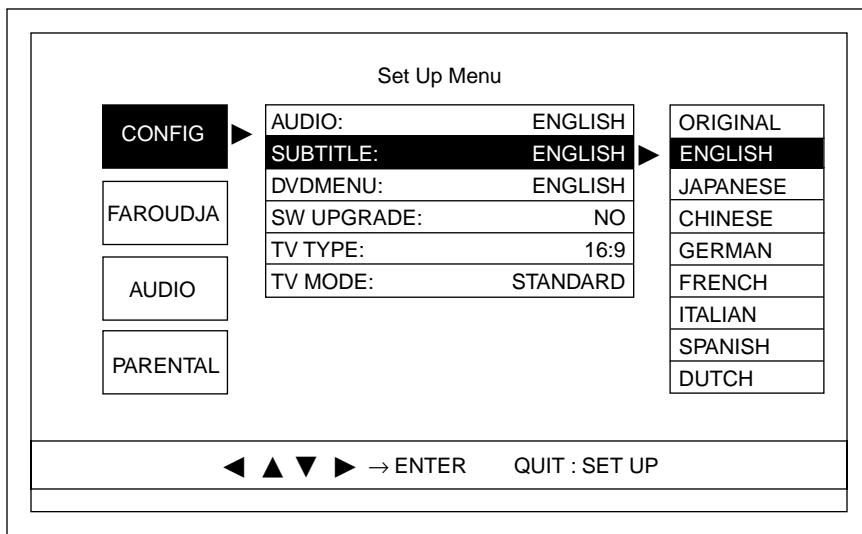 Set Up Menu
CONFIG
FAROUDJA
AUDIO
PARENTAL
AUDIO: ENGLISH
SUBTITLE: ENGLISH
DVDMENU: ENGLISH
SW UPGRADE: NO
TV TYPE: 16:9
TV MODE: STANDARD
ORIGINAL
ENGLISH
JAPANESE
CHINESE
GERMAN
FRENCH
ITALIAN
SPANISH
DUTCH
◀ ▲ ▼ ▶ → ENTER QUIT : SET UP